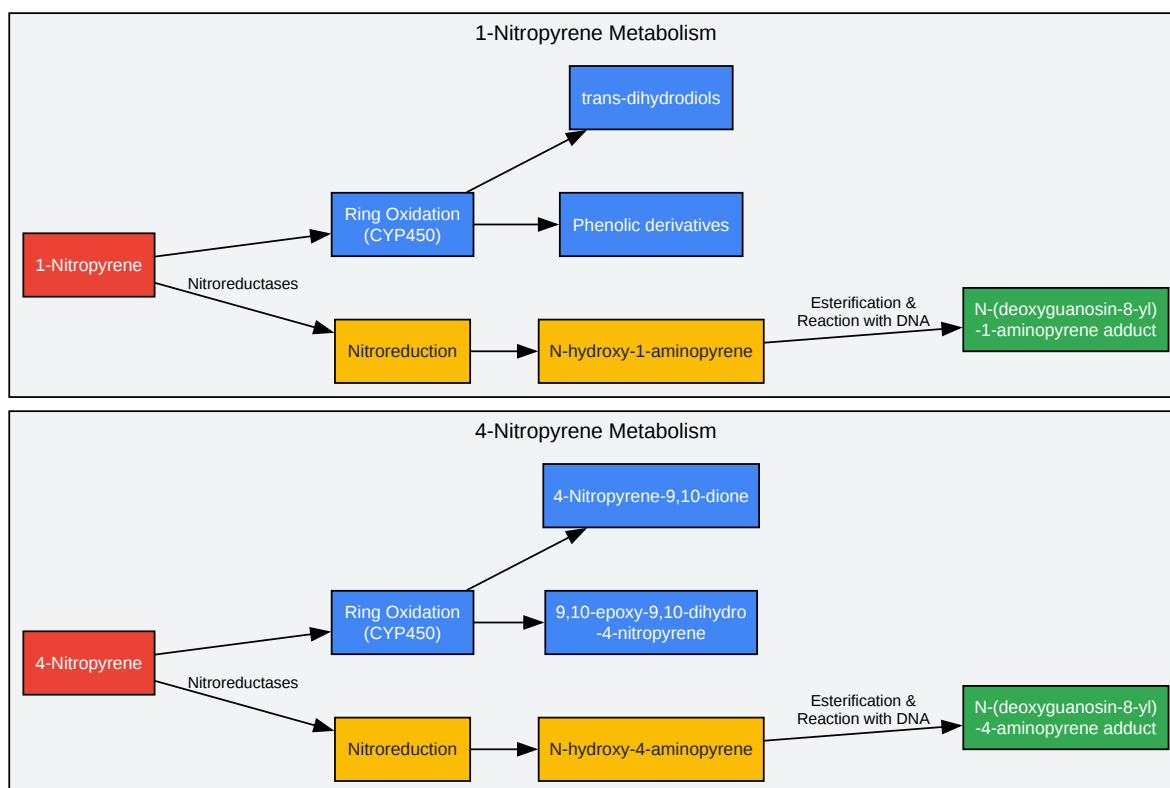 1-Nitropyrene Metabolism
trans-dihydrodiols
Ring Oxidation
(CYP450)
Phenolic derivatives
1-Nitropyrene
Nitroreductases
Nitroreduction
N-hydroxy-1-aminopyrene
Esterification &
Reaction with DNA
N-(deoxyguanosin-8-yl)
-1-aminopyrene adduct
4-Nitropyrene Metabolism
4-Nitropyrene-9,10-dione
Ring Oxidation
(CYP450)
9,10-epoxy-9,10-dihydro
-4-nitropyrene
4-Nitropyrene
Nitroreductases
Nitroreduction
N-hydroxy-4-aminopyrene
Esterification &
Reaction with DNA
N-(deoxyguanosin-8-yl)
-4-aminopyrene adduct